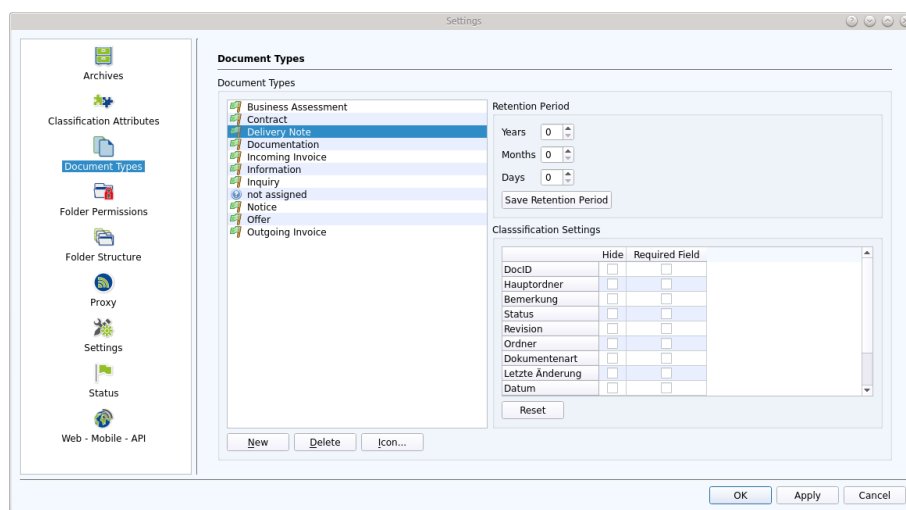 Settings
Archives
Classification Attributes
Document Types
Folder Permissions
Folder Structure
Proxy
Settings
Status
Web - Mobile - API
Document Types
Document Types
Business Assessment
Contract
Delivery Note
Documentation
Incoming Invoice
Information
Inquiry
not assigned
Notice
Offer
Outgoing Invoice
New Delete Icon...
Retention Period
Years 0
Months 0
Days 0
Save Retention Period
Classsification Settings
Hide Required Field
DocID
Hauptordner
Bemerkung
Status
Revision
Ordner
Dokumentenart
Letzte Änderung
Datum
Reset
OK Apply Cancel